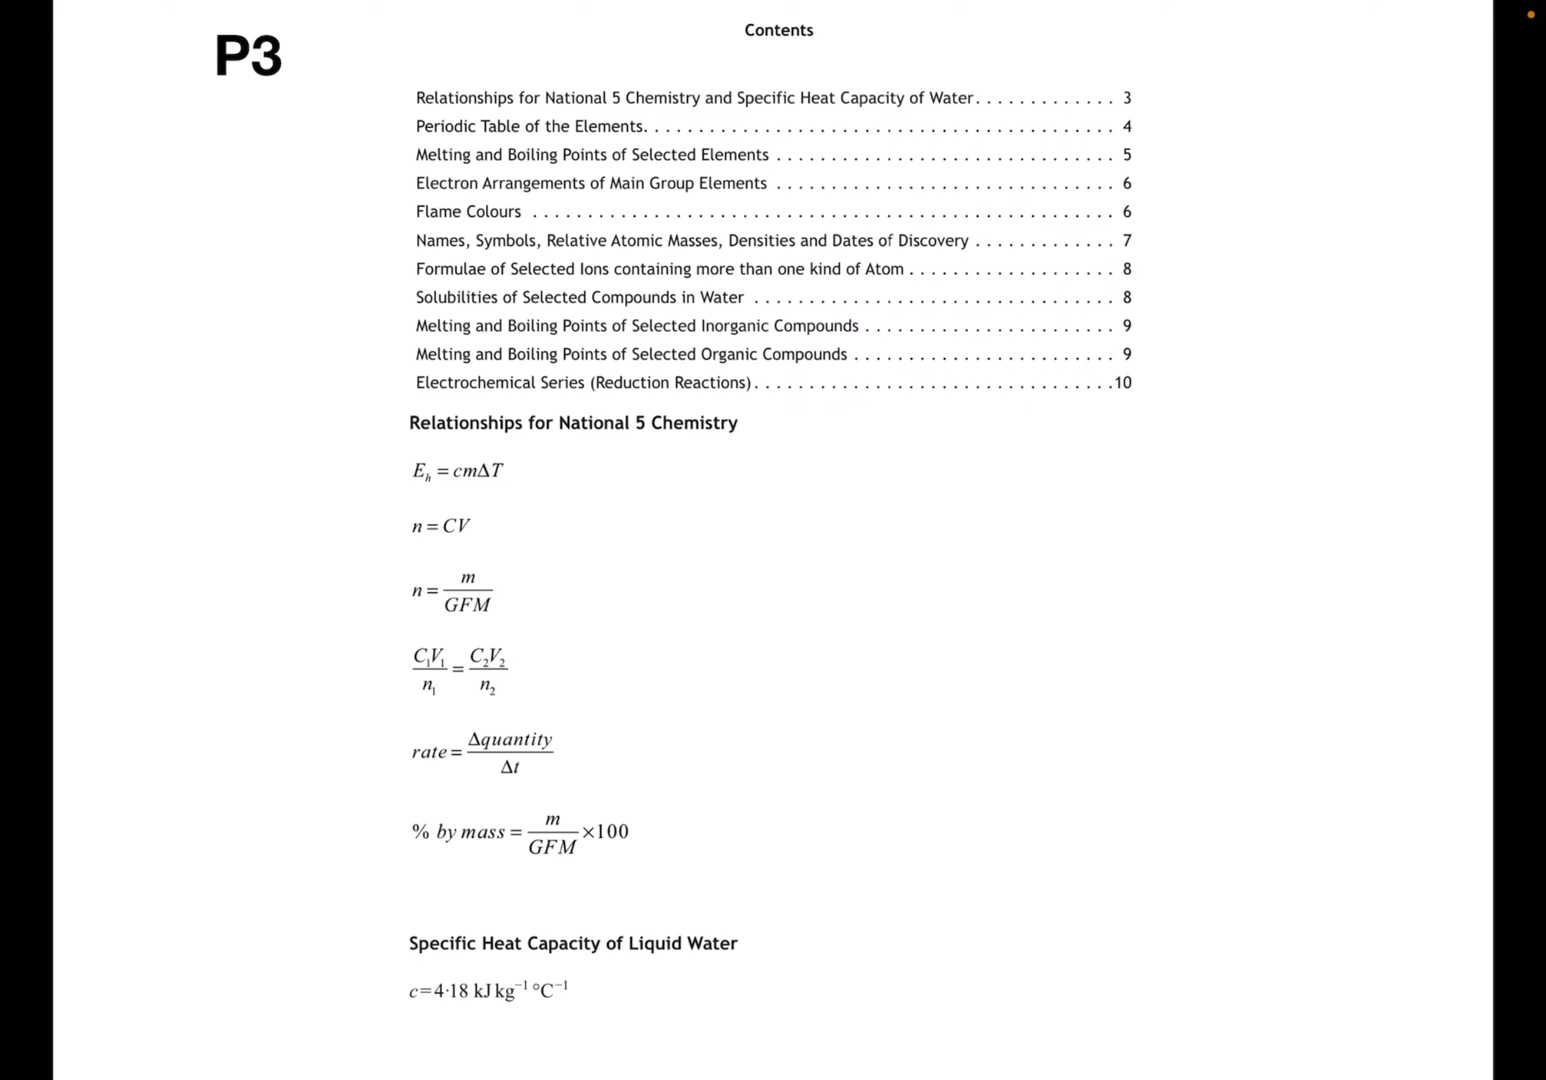 P3
Contents
Relationships for National 5 Chemistry and Specific Heat Capacity of Water. . . . . . . . . . . . . 3
Periodic Table of the Elements. . . . . . . . . . . . . . . . . . . . . . . . . . . . . . . . . . . . . . . . . . . 4
Melting and Boiling Points of Selected Elements . . . . . . . . . . . . . . . . . . . . . . . . . . . . . . . 5
Electron Arrangements of Main Group Elements . . . . . . . . . . . . . . . . . . . . . . . . . . . . . . . 6
Flame Colours . . . . . . . . . . . . . . . . . . . . . . . . . . . . . . . . . . . . . . . . . . . . . . . . . . . . . 6
Names, Symbols, Relative Atomic Masses, Densities and Dates of Discovery . . . . . . . . . . . . . 7
Formulae of Selected Ions containing more than one kind of Atom . . . . . . . . . . . . . . . . . . . 8
Solubilities of Selected Compounds in Water . . . . . . . . . . . . . . . . . . . . . . . . . . . . . . . . . 8
Melting and Boiling Points of Selected Inorganic Compounds . . . . . . . . . . . . . . . . . . . . . . . 9
Melting and Boiling Points of Selected Organic Compounds . . . . . . . . . . . . . . . . . . . . . . . . 9
Electrochemical Series (Reduction Reactions). . . . . . . . . . . . . . . . . . . . . . . . . . . . . . . . .10
Relationships for National 5 Chemistry
Eₕ = cmΔT
n = CV
n = m / GFM
C₁V₁ / n₁ = C₂V₂ / n₂
rate = Δquantity / Δt
% by mass = m / GFM ×100
Specific Heat Capacity of Liquid Water
c=4·18 kJ kg⁻¹ °C⁻¹